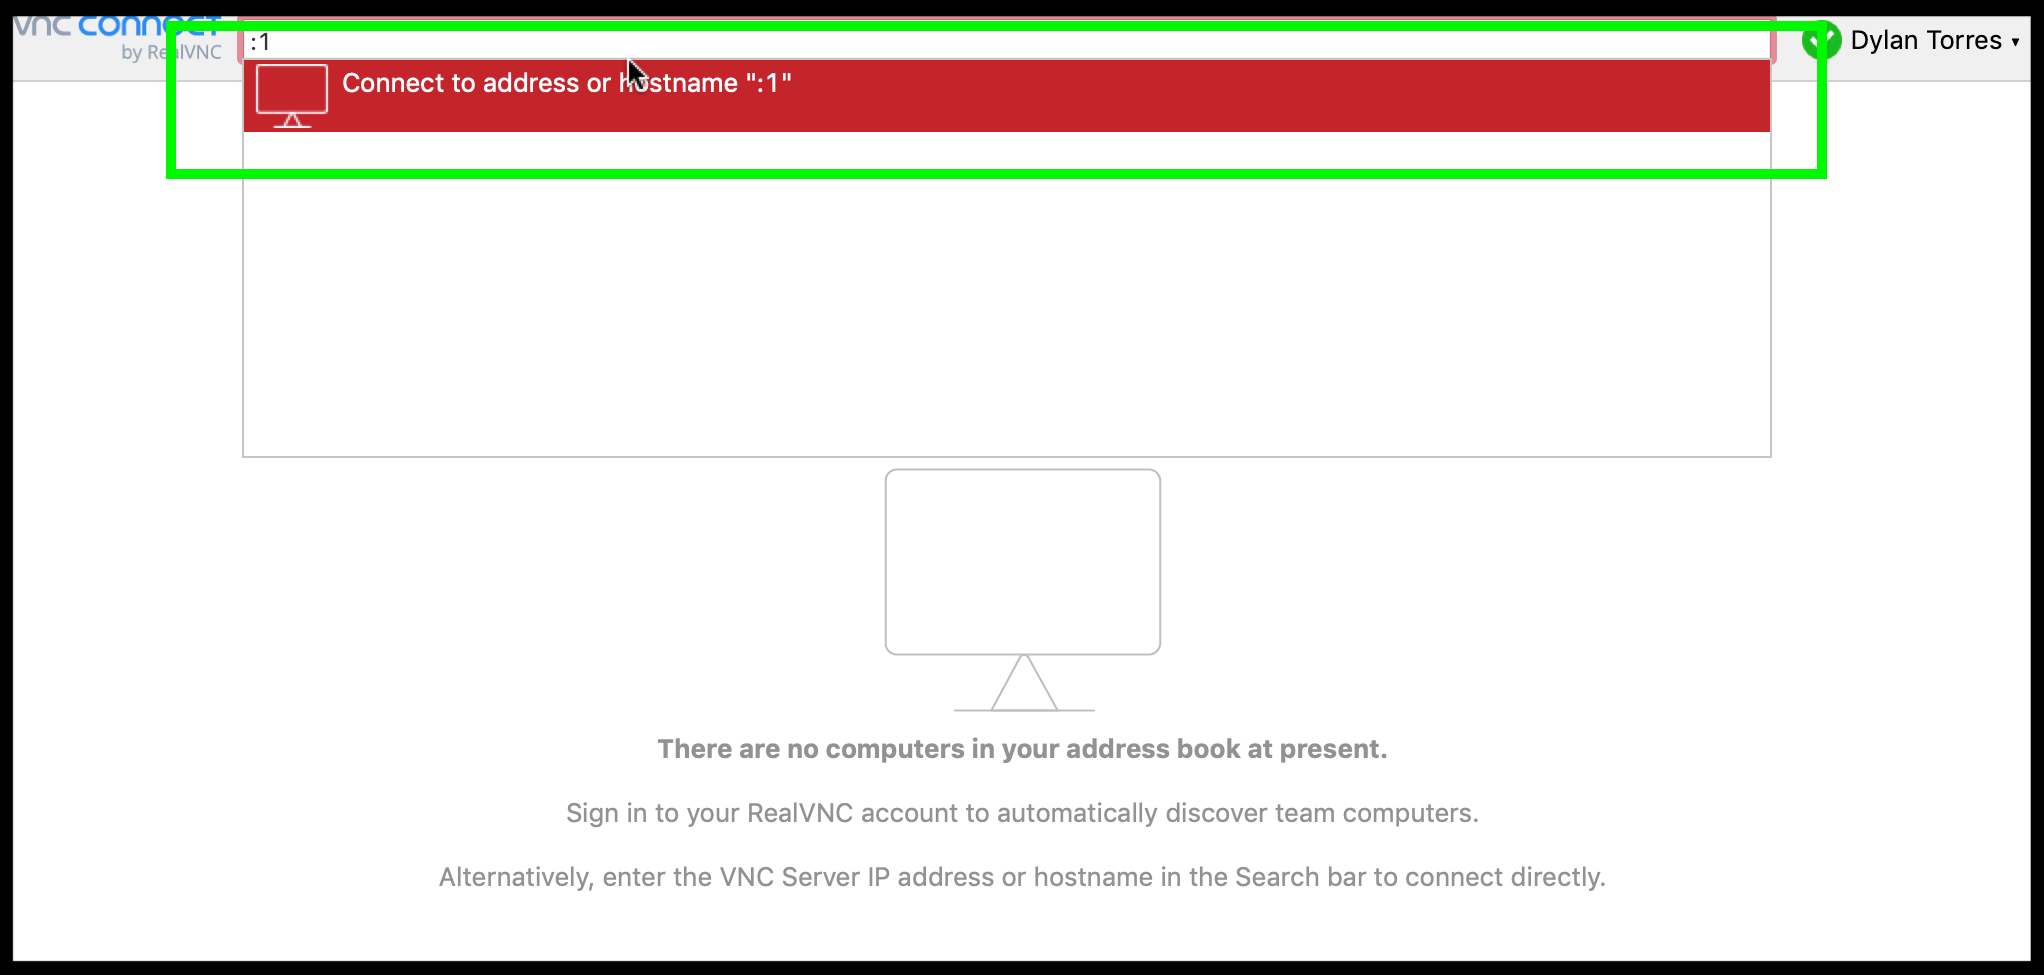 vnc connect
by RealVNC
:1
Dylan Torres
Connect to address or hostname ":1"
There are no computers in your address book at present.
Sign in to your RealVNC account to automatically discover team computers.
Alternatively, enter the VNC Server IP address or hostname in the Search bar to connect directly.